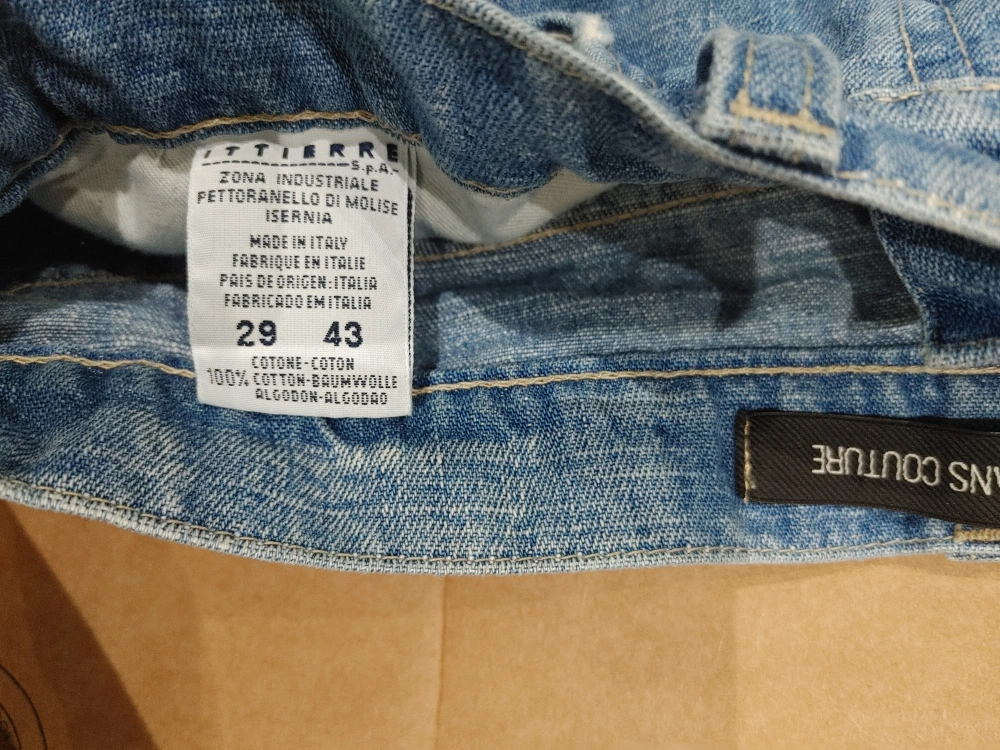 ITTIERRE
S.p.A.
ZONA INDUSTRIALE
PETTORANELLO DI MOLISE
ISERNIA
MADE IN ITALY
FABRIQUE EN ITALIE
PAIS DE ORIGEN: ITALIA
FABRICADO EM ITALIA
29 43
COTONE-COTON
100% COTTON-BAUMWOLLE
ALGODON-ALGODAO
ANS COUTURE